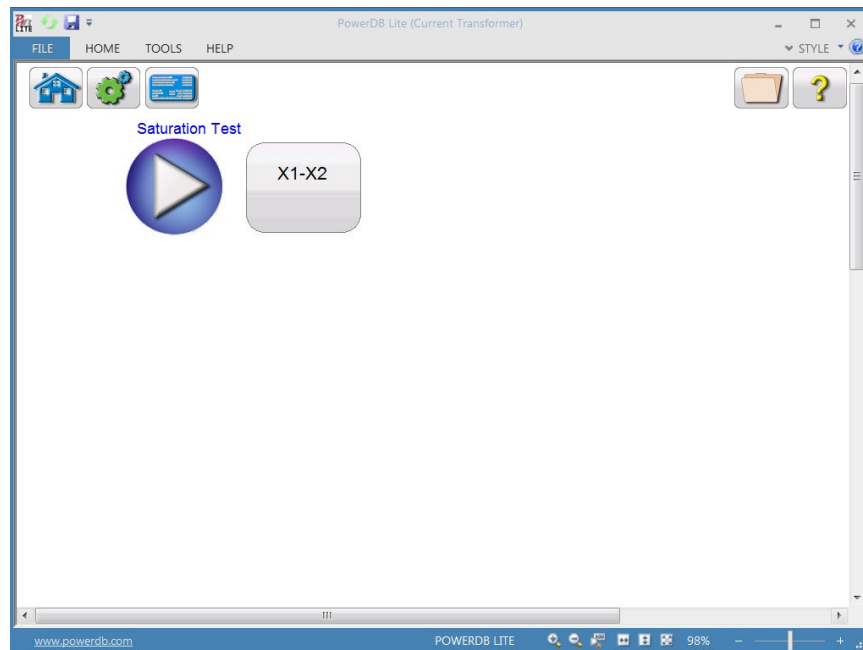 PowerDB Lite (Current Transformer)
FILE HOME TOOLS HELP STYLE
Saturation Test
X1-X2
www.powerdb.com POWERDB LITE 98%